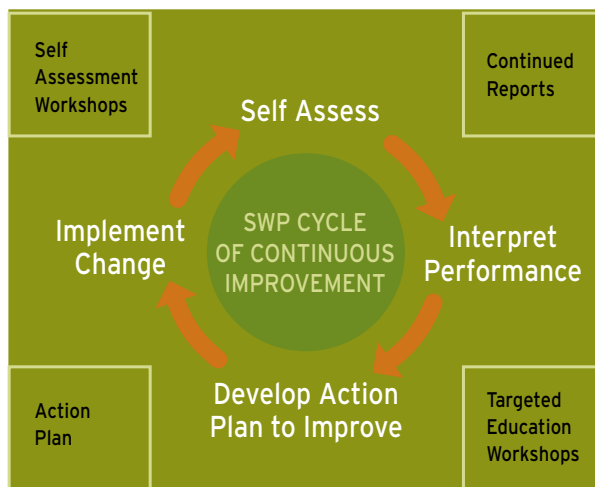 Self
Assessment
Workshops
Continued
Reports
Self Assess
Implement
Change
SWP CYCLE
OF CONTINUOUS
IMPROVEMENT
Interpret
Performance
Develop Action
Plan to Improve
Action
Plan
Targeted
Education
Workshops